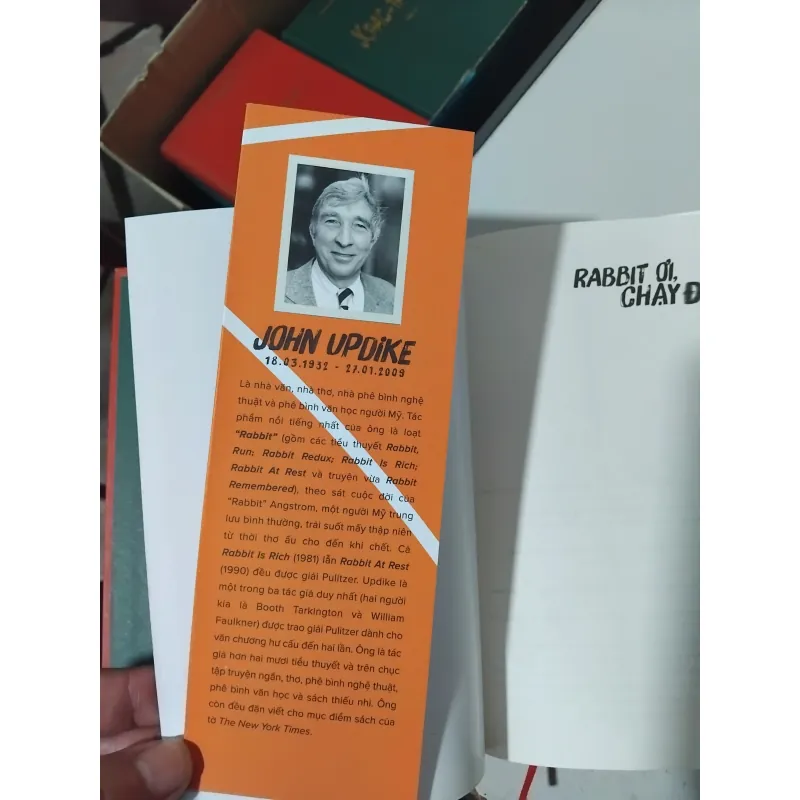 JOHN UPDIKE
18.03.1932 - 27.01.2009
Là nhà văn, nhà thơ, nhà phê bình nghệ
thuật và phê bình văn học người Mỹ. Tác
phẩm nổi tiếng nhất của ông là loạt
"Rabbit" (gồm các tiểu thuyết Rabbit,
Run; Rabbit Redux; Rabbit Is Rich;
Rabbit At Rest và truyện vừa Rabbit
Remembered), theo sát cuộc đời của
"Rabbit" Angstrom, một người Mỹ trung
lưu bình thường, trải suốt mấy thập niên
từ thời thơ ấu cho đến khi chết. Cả
Rabbit Is Rich (1981) lẫn Rabbit At Rest
(1990) đều được giải Pulitzer. Updike là
một trong ba tác giả duy nhất (hai người
kia là Booth Tarkington và William
Faulkner) được trao giải Pulitzer dành cho
văn chương hư cấu đến hai lần. Ông là tác
giả hơn hai mươi tiểu thuyết và trên chục
tập truyện ngắn, thơ, phê bình nghệ thuật,
phê bình văn học và sách thiếu nhi. Ông
còn đều đặn viết cho mục điểm sách của
tờ The New York Times.
RABBIT ƠI,
CHẠY Đ